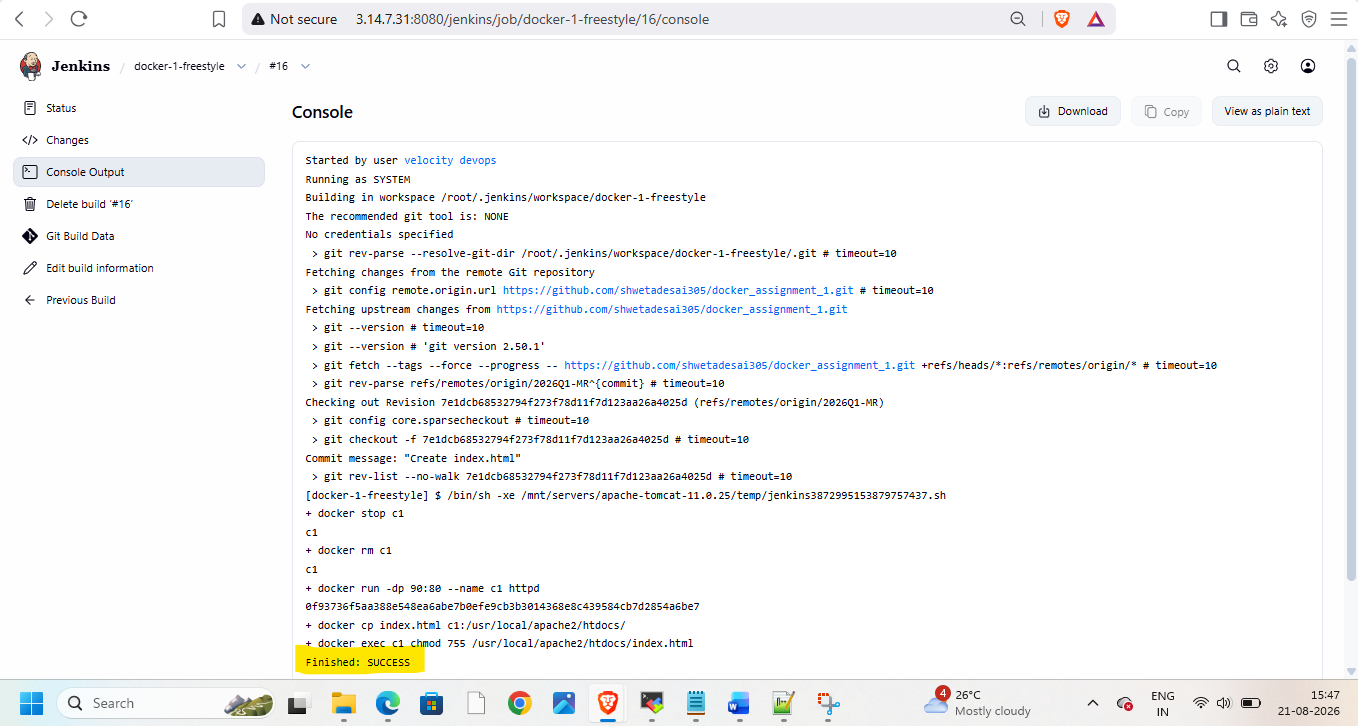 Not secure 3.14.7.31:8080/jenkins/job/docker-1-freestyle/16/console
Jenkins / docker-1-freestyle / #16
Status
Changes
Console Output
Delete build ‘#16’
Git Build Data
Edit build information
Previous Build
Console
Download
Copy
View as plain text
Started by user velocity devops
Running as SYSTEM
Building in workspace /root/.jenkins/workspace/docker-1-freestyle
The recommended git tool is: NONE
No credentials specified
> git rev-parse --resolve-git-dir /root/.jenkins/workspace/docker-1-freestyle/.git # timeout=10
Fetching changes from the remote Git repository
> git config remote.origin.url https://github.com/shwetadesai305/docker_assignment_1.git # timeout=10
Fetching upstream changes from https://github.com/shwetadesai305/docker_assignment_1.git
> git --version # timeout=10
> git --version # 'git version 2.50.1'
> git fetch --tags --force --progress -- https://github.com/shwetadesai305/docker_assignment_1.git +refs/heads/*:refs/remotes/origin/* # timeout=10
> git rev-parse refs/remotes/origin/2026Q1-MR^{commit} # timeout=10
Checking out Revision 7e1dcb68532794f273f78d11f7d123aa26a4025d (refs/remotes/origin/2026Q1-MR)
> git config core.sparsecheckout # timeout=10
> git checkout -f 7e1dcb68532794f273f78d11f7d123aa26a4025d # timeout=10
Commit message: "Create index.html"
> git rev-list --no-walk 7e1dcb68532794f273f78d11f7d123aa26a4025d # timeout=10
[docker-1-freestyle] $ /bin/sh -xe /mnt/servers/apache-tomcat-11.0.25/temp/jenkins3872995153879757437.sh
+ docker stop c1
c1
+ docker rm c1
c1
+ docker run -dp 90:80 --name c1 httpd
0f93736f5aa388e548ea6abe7b0efe9cb3b3014368e8c439584cb7d2854a6be7
+ docker cp index.html c1:/usr/local/apache2/htdocs/
+ docker exec c1 chmod 755 /usr/local/apache2/htdocs/index.html
Finished: SUCCESS
Search
4
26°C
Mostly cloudy
ENG
IN
15:47
21-08-2026